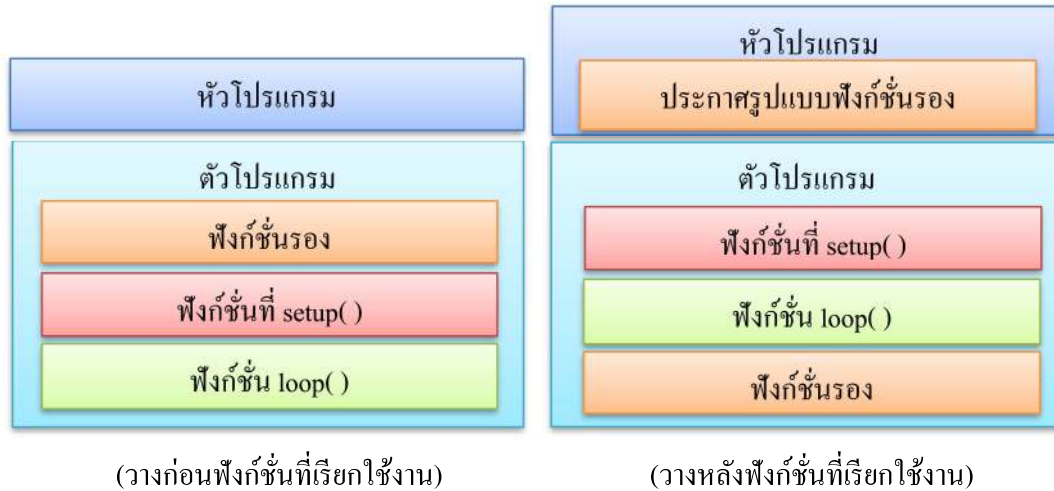 หัวโปรแกรม
ตัวโปรแกรม
ฟังก์ชั่นรอง
ฟังก์ชั่นที่ setup( )
ฟังก์ชั่น loop( )
(วางก่อนฟังก์ชั่นที่เรียกใช้งาน)
หัวโปรแกรม
ประกาศรูปแบบฟังก์ชั่นรอง
ตัวโปรแกรม
ฟังก์ชั่นที่ setup( )
ฟังก์ชั่น loop( )
ฟังก์ชั่นรอง
(วางหลังฟังก์ชั่นที่เรียกใช้งาน)